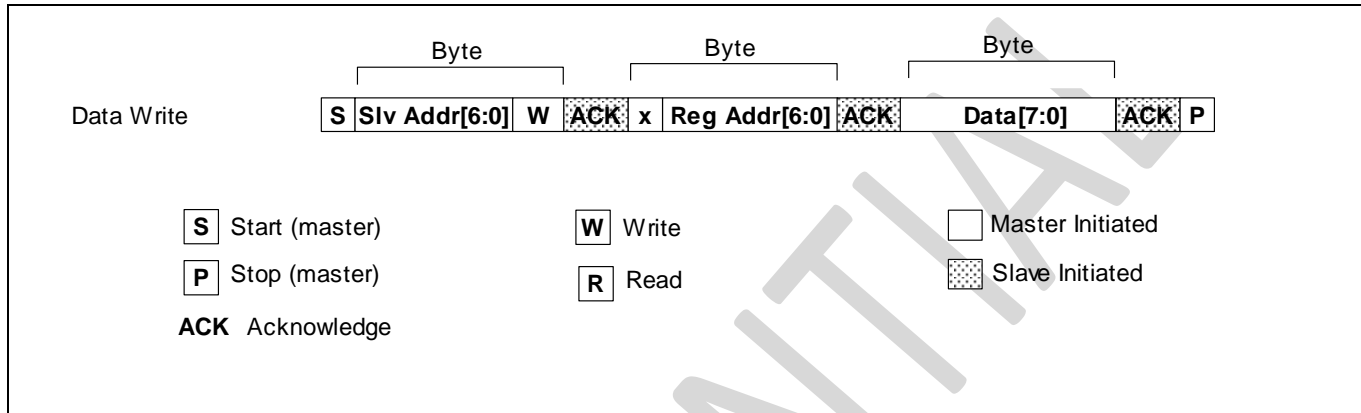 Byte Byte Byte
Data Write S Slv Addr[6:0] W ACK x Reg Addr[6:0] ACK Data[7:0] ACK P
S Start (master) W Write Master Initiated
P Stop (master) R Read Slave Initiated
ACK Acknowledge
NTIAL